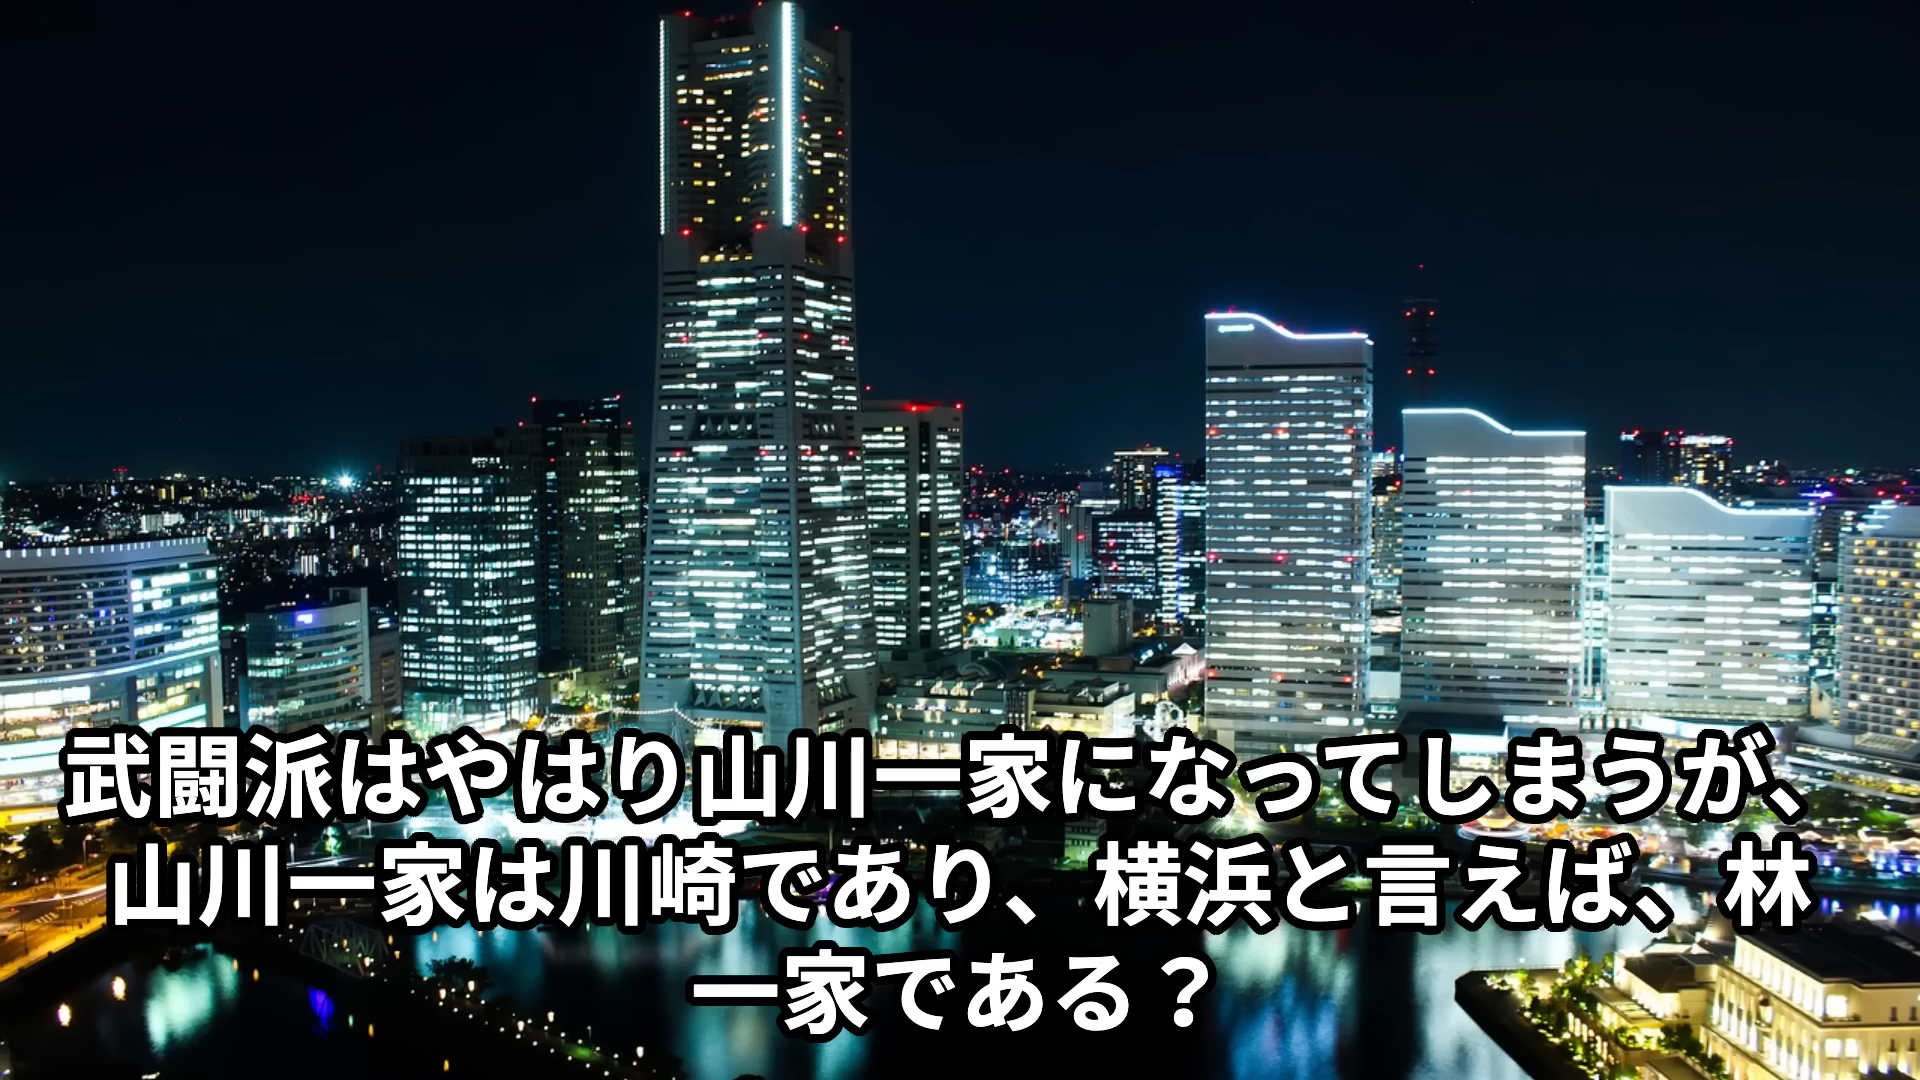 武闘派はやはり山川一家になってしまうが、
山川一家は川崎であり、横浜と言えば、林
一家である？